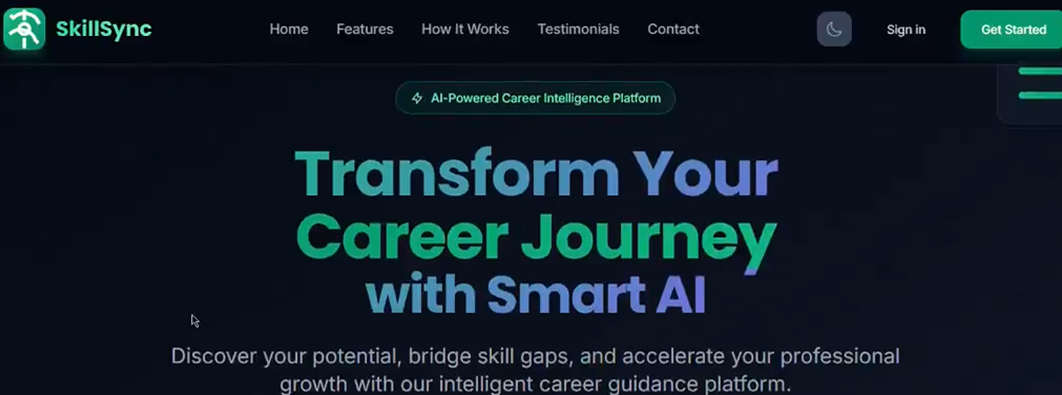 SkillSync
Home
Features
How It Works
Testimonials
Contact
Sign in
Get Started
AI-Powered Career Intelligence Platform
Transform Your
Career Journey
with Smart AI
Discover your potential, bridge skill gaps, and accelerate your professional
growth with our intelligent career guidance platform.